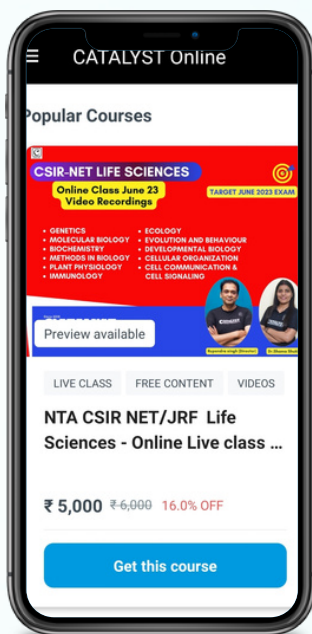 CATALYST Online
Popular Courses
CSIR-NET LIFE SCIENCES
Online Class June 23
Video Recordings
TARGET JUNE 2023 EXAM
• GENETICS
• MOLECULAR BIOLOGY
• BIOCHEMISTRY
• METHODS IN BIOLOGY
• PLANT PHYSIOLOGY
• IMMUNOLOGY
• ECOLOGY
• EVOLUTION AND BEHAVIOUR
• DEVELOPMENTAL BIOLOGY
• CELLULAR ORGANIZATION
• CELL COMMUNICATION &
CELL SIGNALING
Preview available
LIVE CLASS FREE CONTENT VIDEOS
NTA CSIR NET/JRF Life
Sciences - Online Live class ...
₹ 5,000 ₹ 6,000 16.0% OFF
Get this course